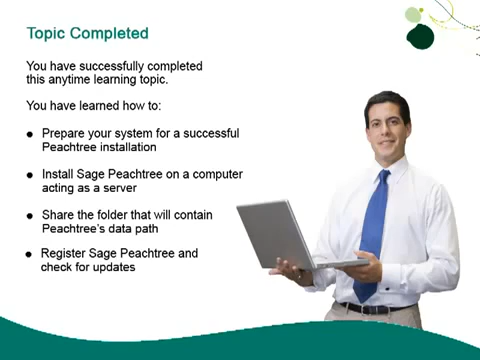 Topic Completed
You have successfully completed
this anytime learning topic.
You have learned how to:
● Prepare your system for a successful
Peachtree installation
● Install Sage Peachtree on a computer
acting as a server
● Share the folder that will contain
Peachtree's data path
● Register Sage Peachtree and
check for updates